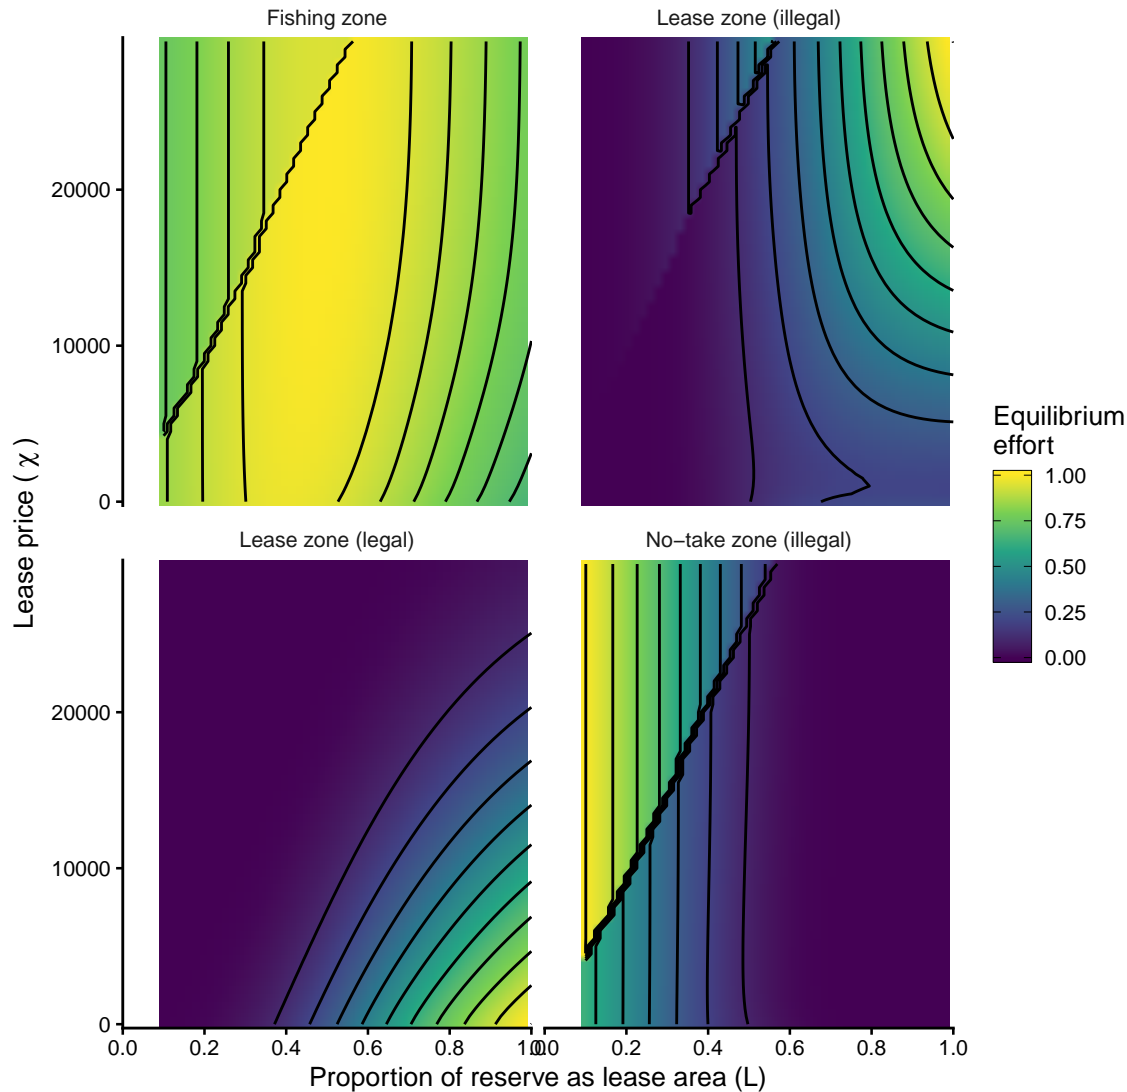 Fishing zone
Lease zone (illegal)
20000
10000
0
Lease zone (legal)
No−take zone (illegal)
20000
10000
0
0.0 0.2 0.4 0.6 0.8 1.0
0.0 0.2 0.4 0.6 0.8 1.0
Lease price ( χ )
Proportion of reserve as lease area (L)
Equilibrium
effort
1.00
0.75
0.50
0.25
0.00